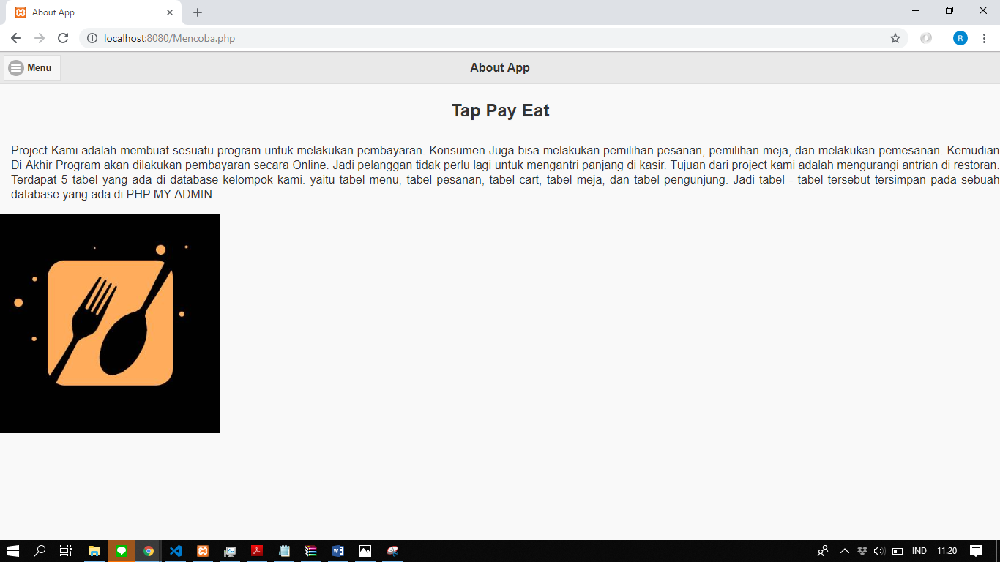 About App
localhost:8080/Mencoba.php
R
Menu
About App
Tap Pay Eat
Project Kami adalah membuat sesuatu program untuk melakukan pembayaran. Konsumen Juga bisa melakukan pemilihan pesanan, pemilihan meja, dan melakukan pemesanan. Kemudian
Di Akhir Program akan dilakukan pembayaran secara Online. Jadi pelanggan tidak perlu lagi untuk mengantri panjang di kasir. Tujuan dari project kami adalah mengurangi antrian di restoran.
Terdapat 5 tabel yang ada di database kelompok kami. yaitu tabel menu, tabel pesanan, tabel cart, tabel meja, dan tabel pengunjung. Jadi tabel - tabel tersebut tersimpan pada sebuah
database yang ada di PHP MY ADMIN
IND
11.20